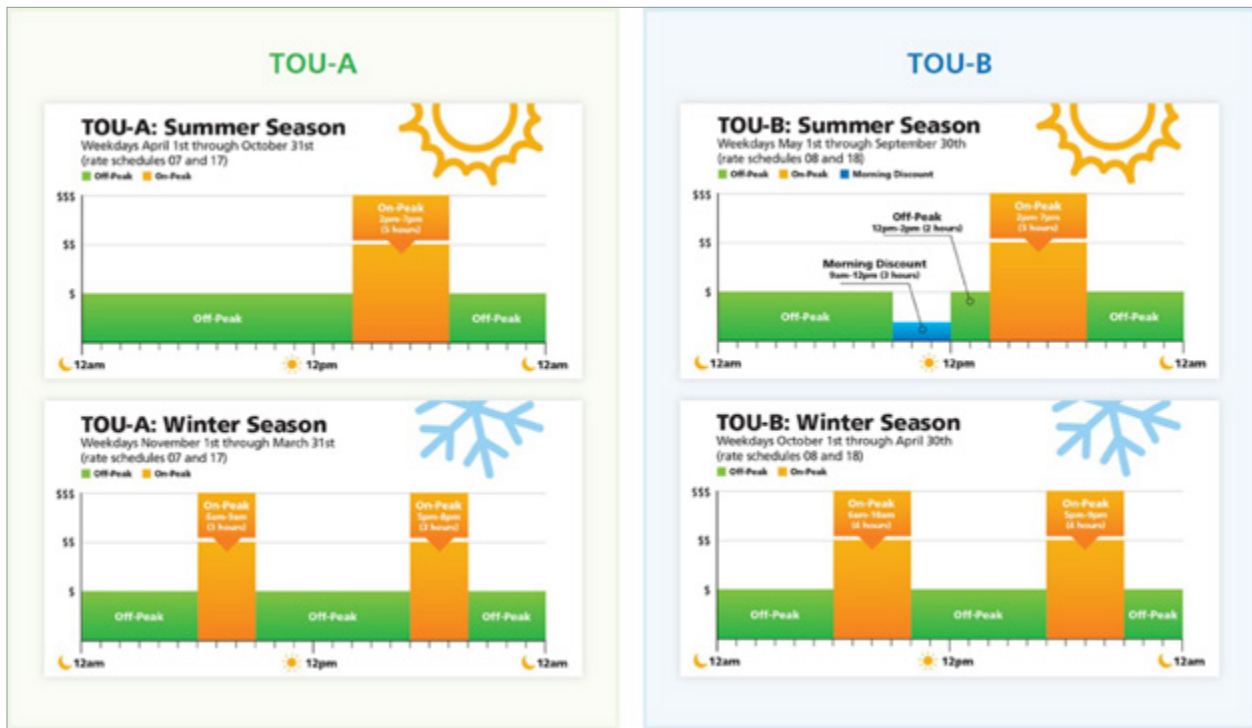 TOU-A
TOU-A: Summer Season
Weekdays April 1st through October 31st
(rate schedules 07 and 17)
Off-Peak On-Peak
$$$
On-Peak
2pm-7pm
(5 hours)
$$
$
Off-Peak
Off-Peak
12am
12pm
12am
TOU-A: Winter Season
Weekdays November 1st through March 31st
(rate schedules 07 and 17)
Off-Peak On-Peak
$$$
On-Peak
6am-9am
(3 hours)
On-Peak
5pm-8pm
(3 hours)
$$
$
Off-Peak
Off-Peak
Off-Peak
12am
12pm
12am
TOU-B
TOU-B: Summer Season
Weekdays May 1st through September 30th
(rate schedules 08 and 18)
Off-Peak On-Peak Morning Discount
$$$
On-Peak
2pm-7pm
(5 hours)
Off-Peak
12pm-2pm (2 hours)
$$
Morning Discount
9am-12pm (3 hours)
$
Off-Peak
Off-Peak
12am
12pm
12am
TOU-B: Winter Season
Weekdays October 1st through April 30th
(rate schedules 08 and 18)
Off-Peak On-Peak
$$$
On-Peak
6am-10am
(4 hours)
On-Peak
5pm-9pm
(4 hours)
$$
$
Off-Peak
Off-Peak
Off-Peak
12am
12pm
12am